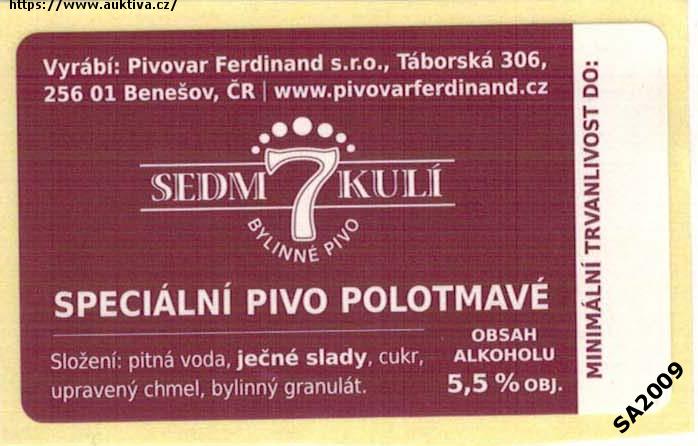 https://www.auktiva.cz/
Vyrábí: Pivovar Ferdinand s.r.o., Táborská 306,
256 01 Benešov, ČR | www.pivovarferdinand.cz
SEDM 7 KULÍ
BYLINNÉ PIVO
SPECIÁLNÍ PIVO POLOTMAVÉ
Složení: pitná voda, ječné slady, cukr,
upravený chmel, bylinný granulát.
OBSAH
ALKOHOLU
5,5 % OBJ.
MINIMÁLNÍ TRVANLIVOST DO:
SA2009